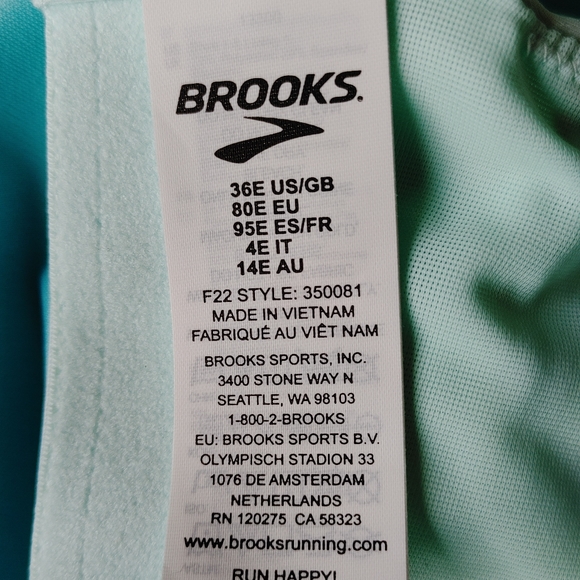 BROOKS.
36E US/GB
80E EU
95E ES/FR
4E IT
14E AU
F22 STYLE: 350081
MADE IN VIETNAM
FABRIQUÉ AU VIÊT NAM
BROOKS SPORTS, INC.
3400 STONE WAY N
SEATTLE, WA 98103
1-800-2-BROOKS
EU: BROOKS SPORTS B.V.
OLYMPISCH STADION 33
1076 DE AMSTERDAM
NETHERLANDS
RN 120275 CA 58323
www.brooksrunning.com
RUN HAPPY!